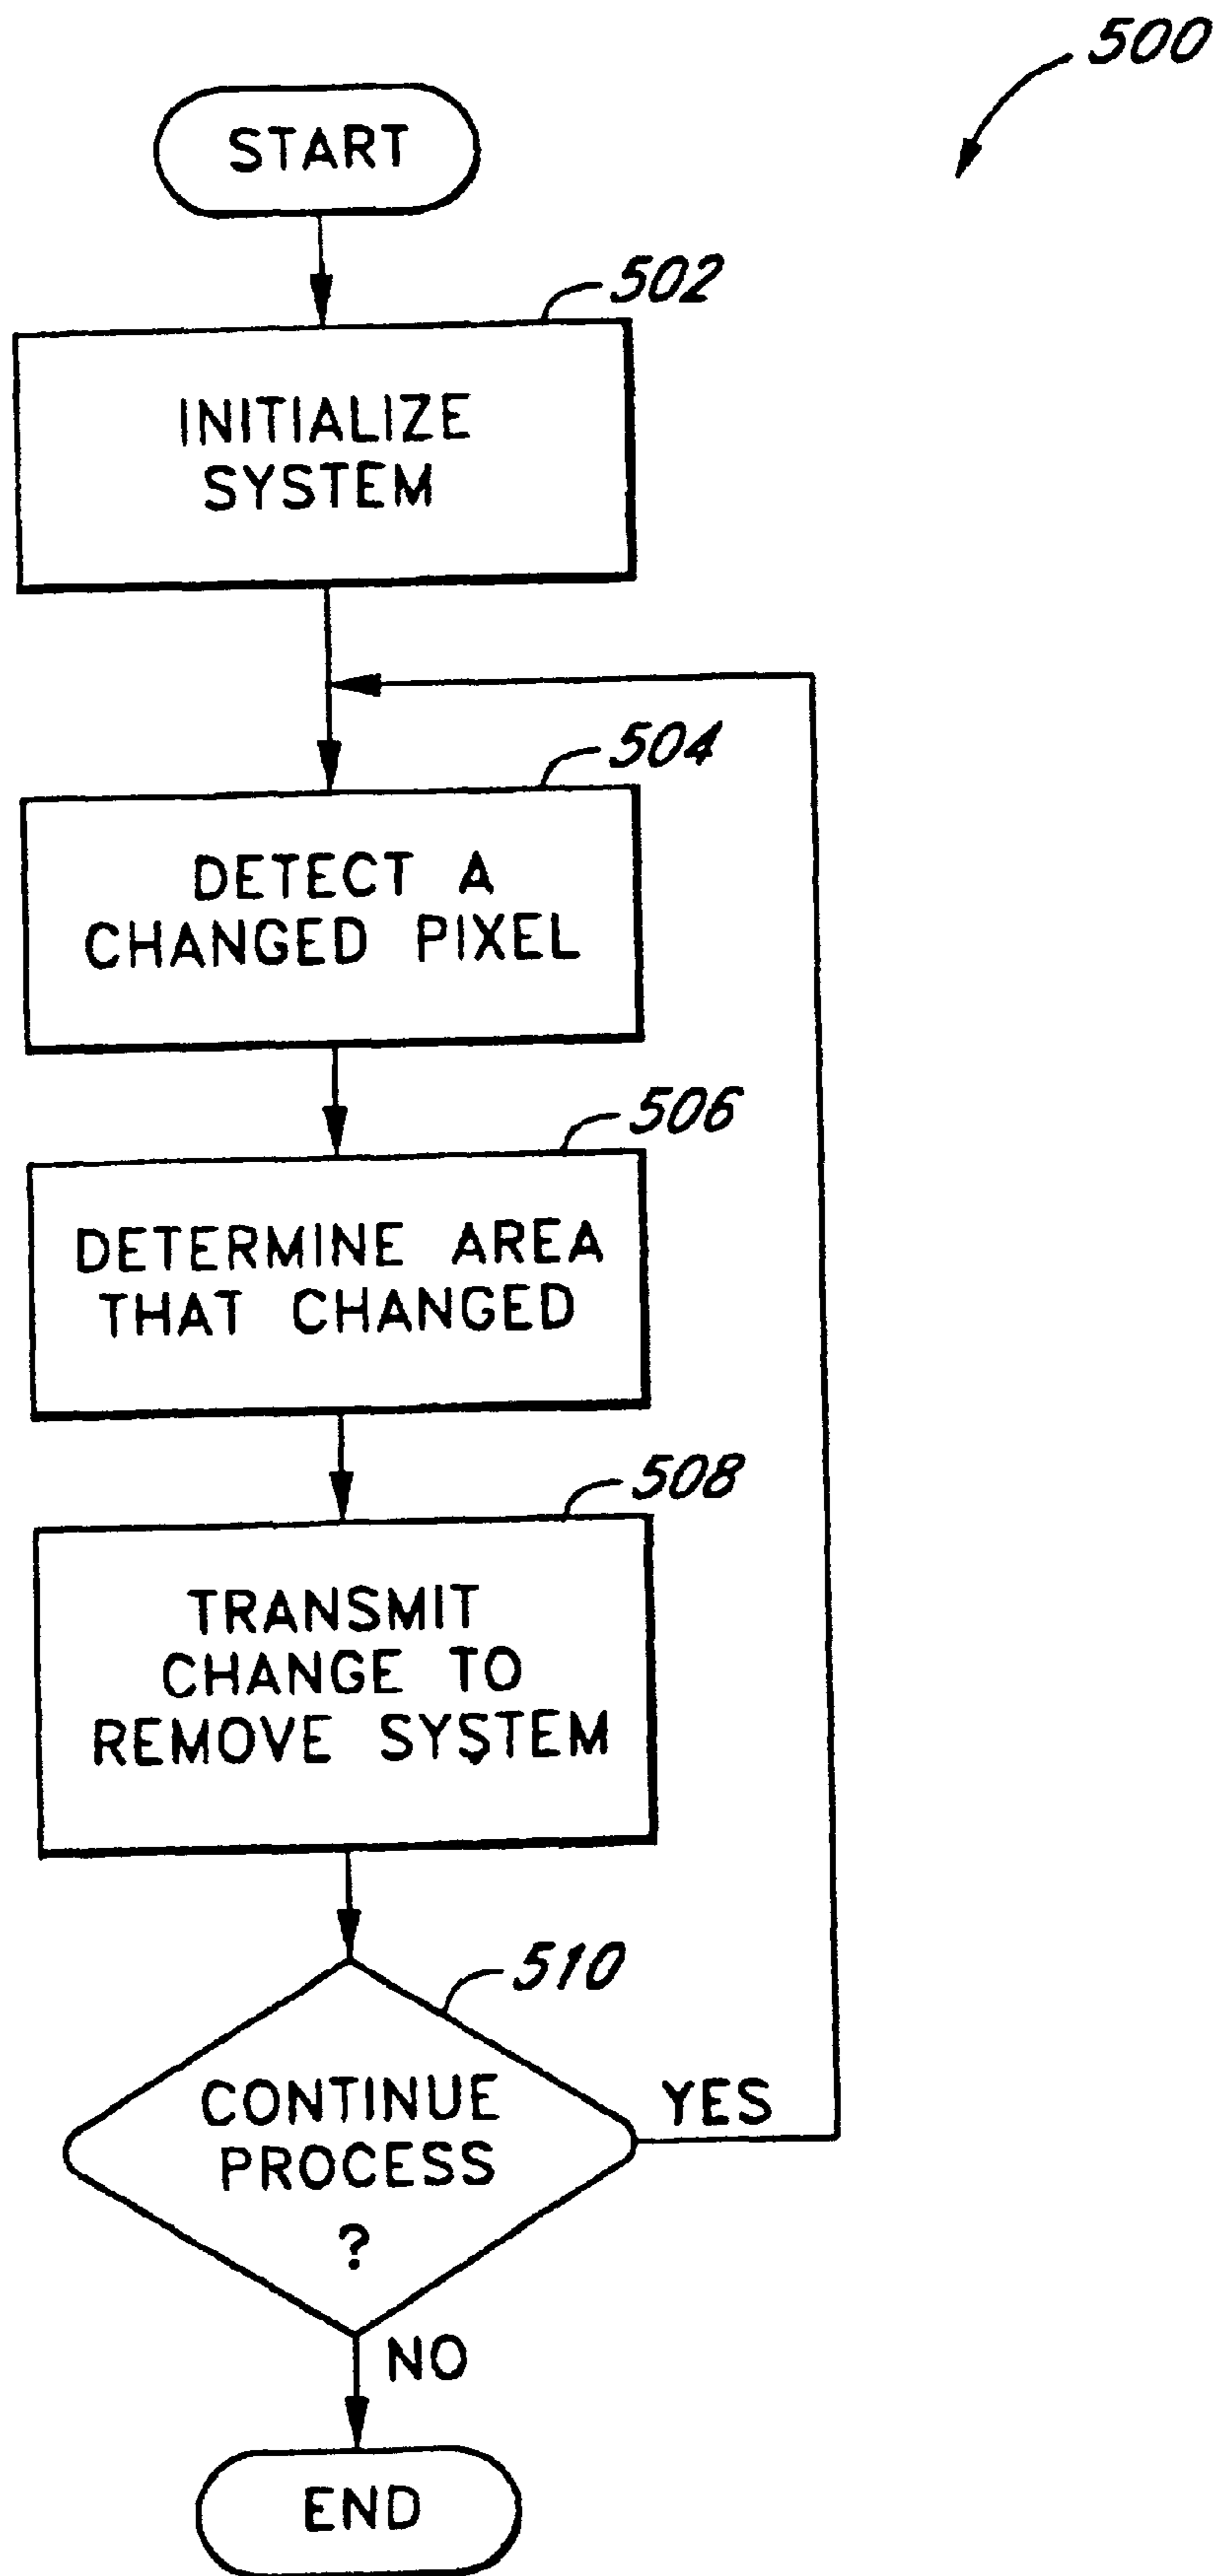 500
START
502
INITIALIZE
SYSTEM
504
DETECT A
CHANGED PIXEL
506
DETERMINE AREA
THAT CHANGED
508
TRANSMIT
CHANGE TO
REMOVE SYSTEM
510
CONTINUE
PROCESS
?
YES
NO
END